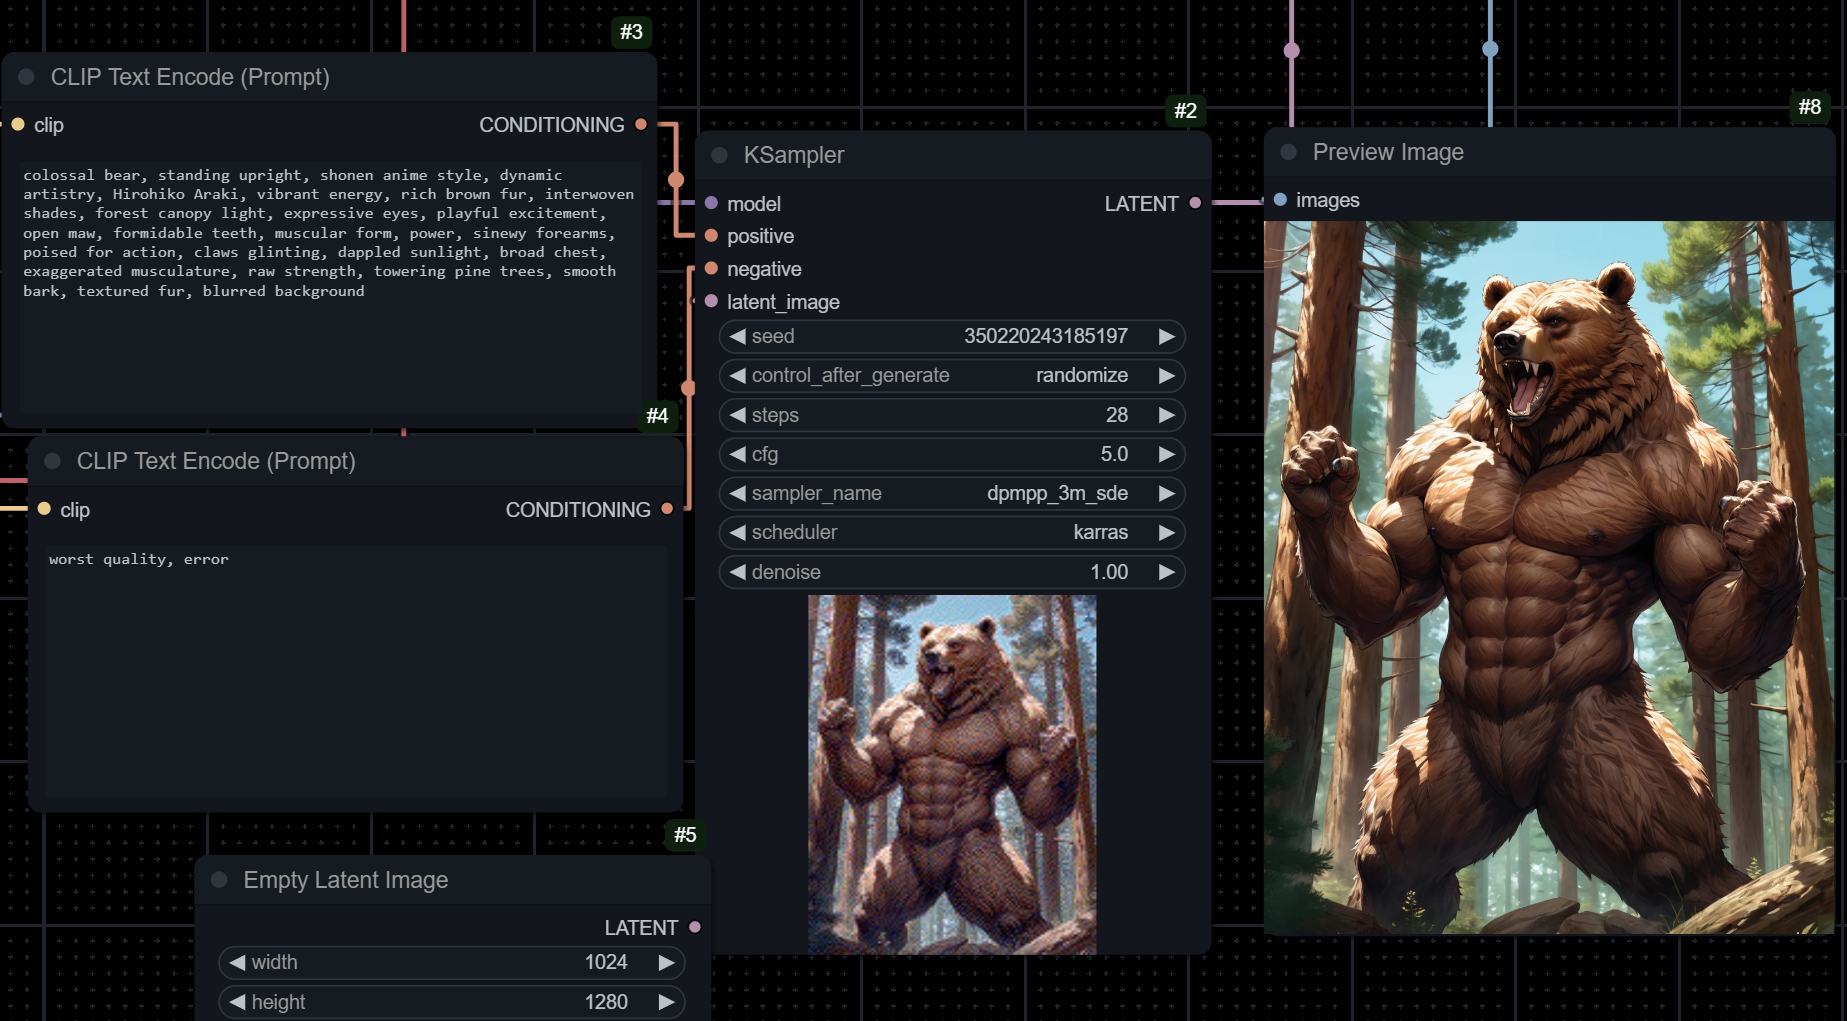 #3
CLIP Text Encode (Prompt)
clip
CONDITIONING
colossal bear, standing upright, shonen anime style, dynamic
artistry, Hirohiko Araki, vibrant energy, rich brown fur, interwoven
shades, forest canopy light, expressive eyes, playful excitement,
open maw, formidable teeth, muscular form, power, sinewy forearms,
poised for action, claws glinting, dappled sunlight, broad chest,
exaggerated musculature, raw strength, towering pine trees, smooth
bark, textured fur, blurred background
#4
CLIP Text Encode (Prompt)
clip
CONDITIONING
worst quality, error
#5
Empty Latent Image
LATENT
width 1024
height 1280
#2
KSampler
model LATENT
positive
negative
latent_image
seed 350220243185197
control_after_generate randomize
steps 28
cfg 5.0
sampler_name dpmpp_3m_sde
scheduler karras
denoise 1.00
#8
Preview Image
images